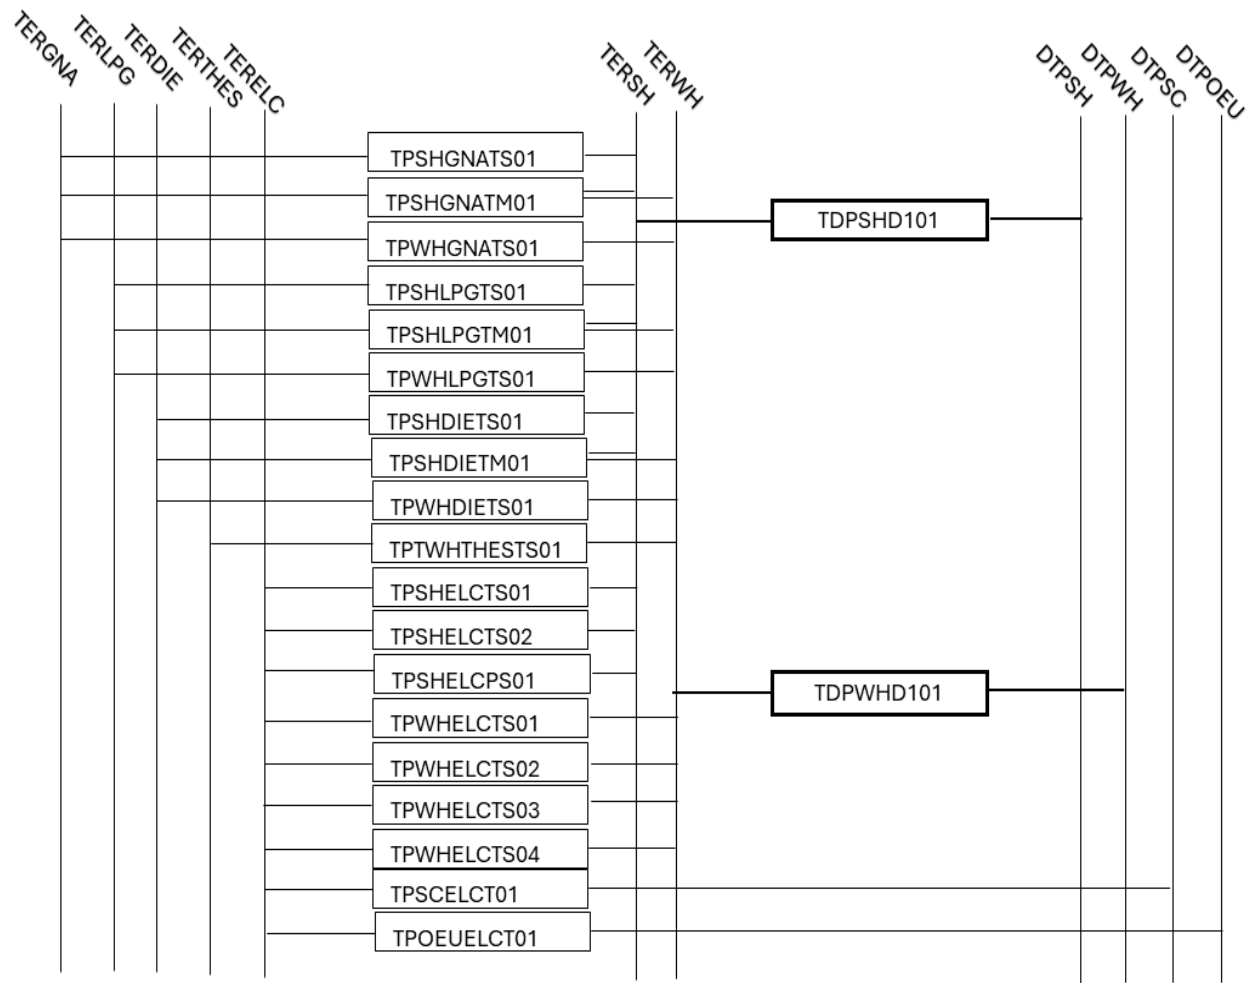 TERGNA
TERLPG
TERDIE
TERTHES
TERELC
TERSH
TERWH
DTPSH
DTPWH
DTPSC
DTPOEU
TPSHGNATS01
TPSHGNATM01
TDPSHD101
TPWHGNATS01
TPSHLPGTS01
TPSHLPGTM01
TPWHLPGTS01
TPSHDIETS01
TPSHDIETM01
TPWHDIETS01
TPTWHTHESTS01
TPSHELCTS01
TPSHELCTS02
TPSHELCPS01
TDPWHD101
TPWHELCTS01
TPWHELCTS02
TPWHELCTS03
TPWHELCTS04
TPSCELCT01
TPOEUELCT01